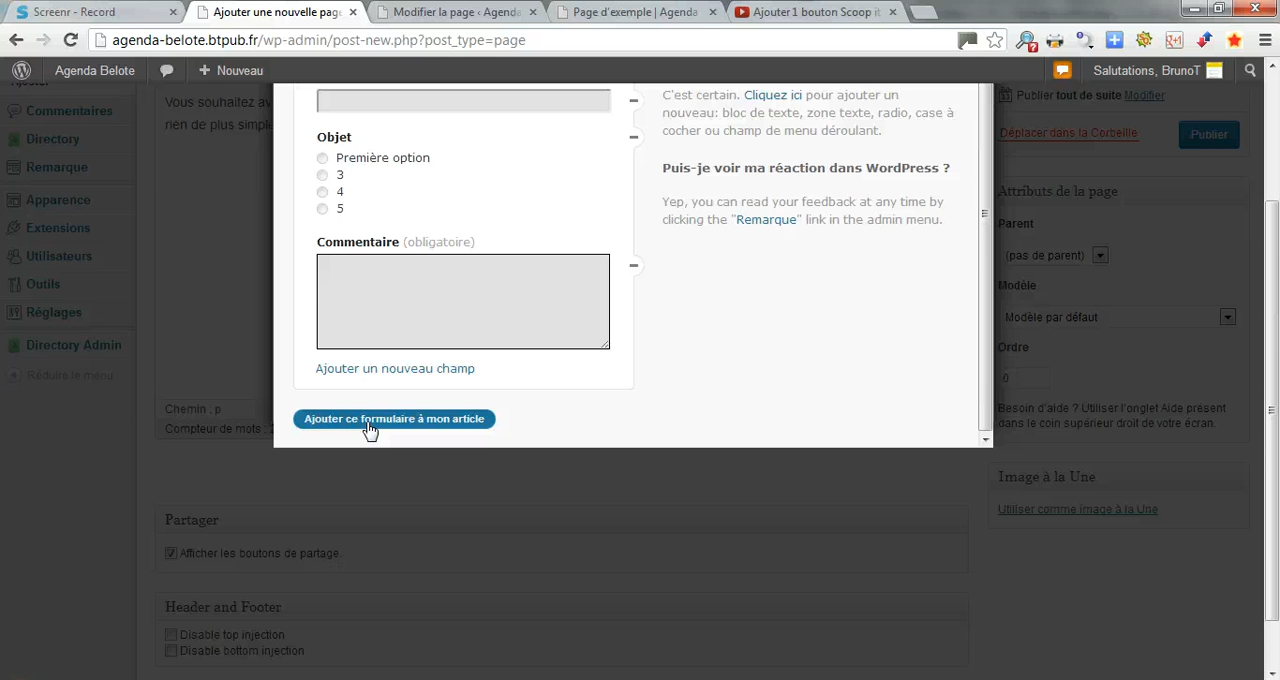 Screenr - Record
Ajouter une nouvelle page
Modifier la page ‹ Agenda
Page d'exemple | Agenda
Ajouter 1 bouton Scoop it
agenda-belote.btpub.fr/wp-admin/post-new.php?post_type=page
Agenda Belote
Nouveau
Salutations, BrunoT
Commentaires
Directory
Remarque
Apparence
Extensions
Utilisateurs
Outils
Réglages
Directory Admin
Réduire le menu
Vous souhaitez av
rien de plus simple
Chemin : p
Compteur de mots :
Objet
Première option
3
4
5
Commentaire (obligatoire)
Ajouter un nouveau champ
Ajouter ce formulaire à mon article
C'est certain. Cliquez ici pour ajouter un
nouveau: bloc de texte, zone texte, radio, case à
cocher ou champ de menu déroulant.
Puis-je voir ma réaction dans WordPress ?
Yep, you can read your feedback at any time by
clicking the "Remarque" link in the admin menu.
Publier tout de suite Modifier
Déplacer dans la Corbeille
Publier
Attributs de la page
Parent
(pas de parent)
Modèle
Modèle par défaut
Ordre
0
Besoin d'aide ? Utiliser l'onglet Aide présent
dans le coin supérieur droit de votre écran.
Image à la Une
Utiliser comme image à la Une
Partager
Afficher les boutons de partage.
Header and Footer
Disable top injection
Disable bottom injection